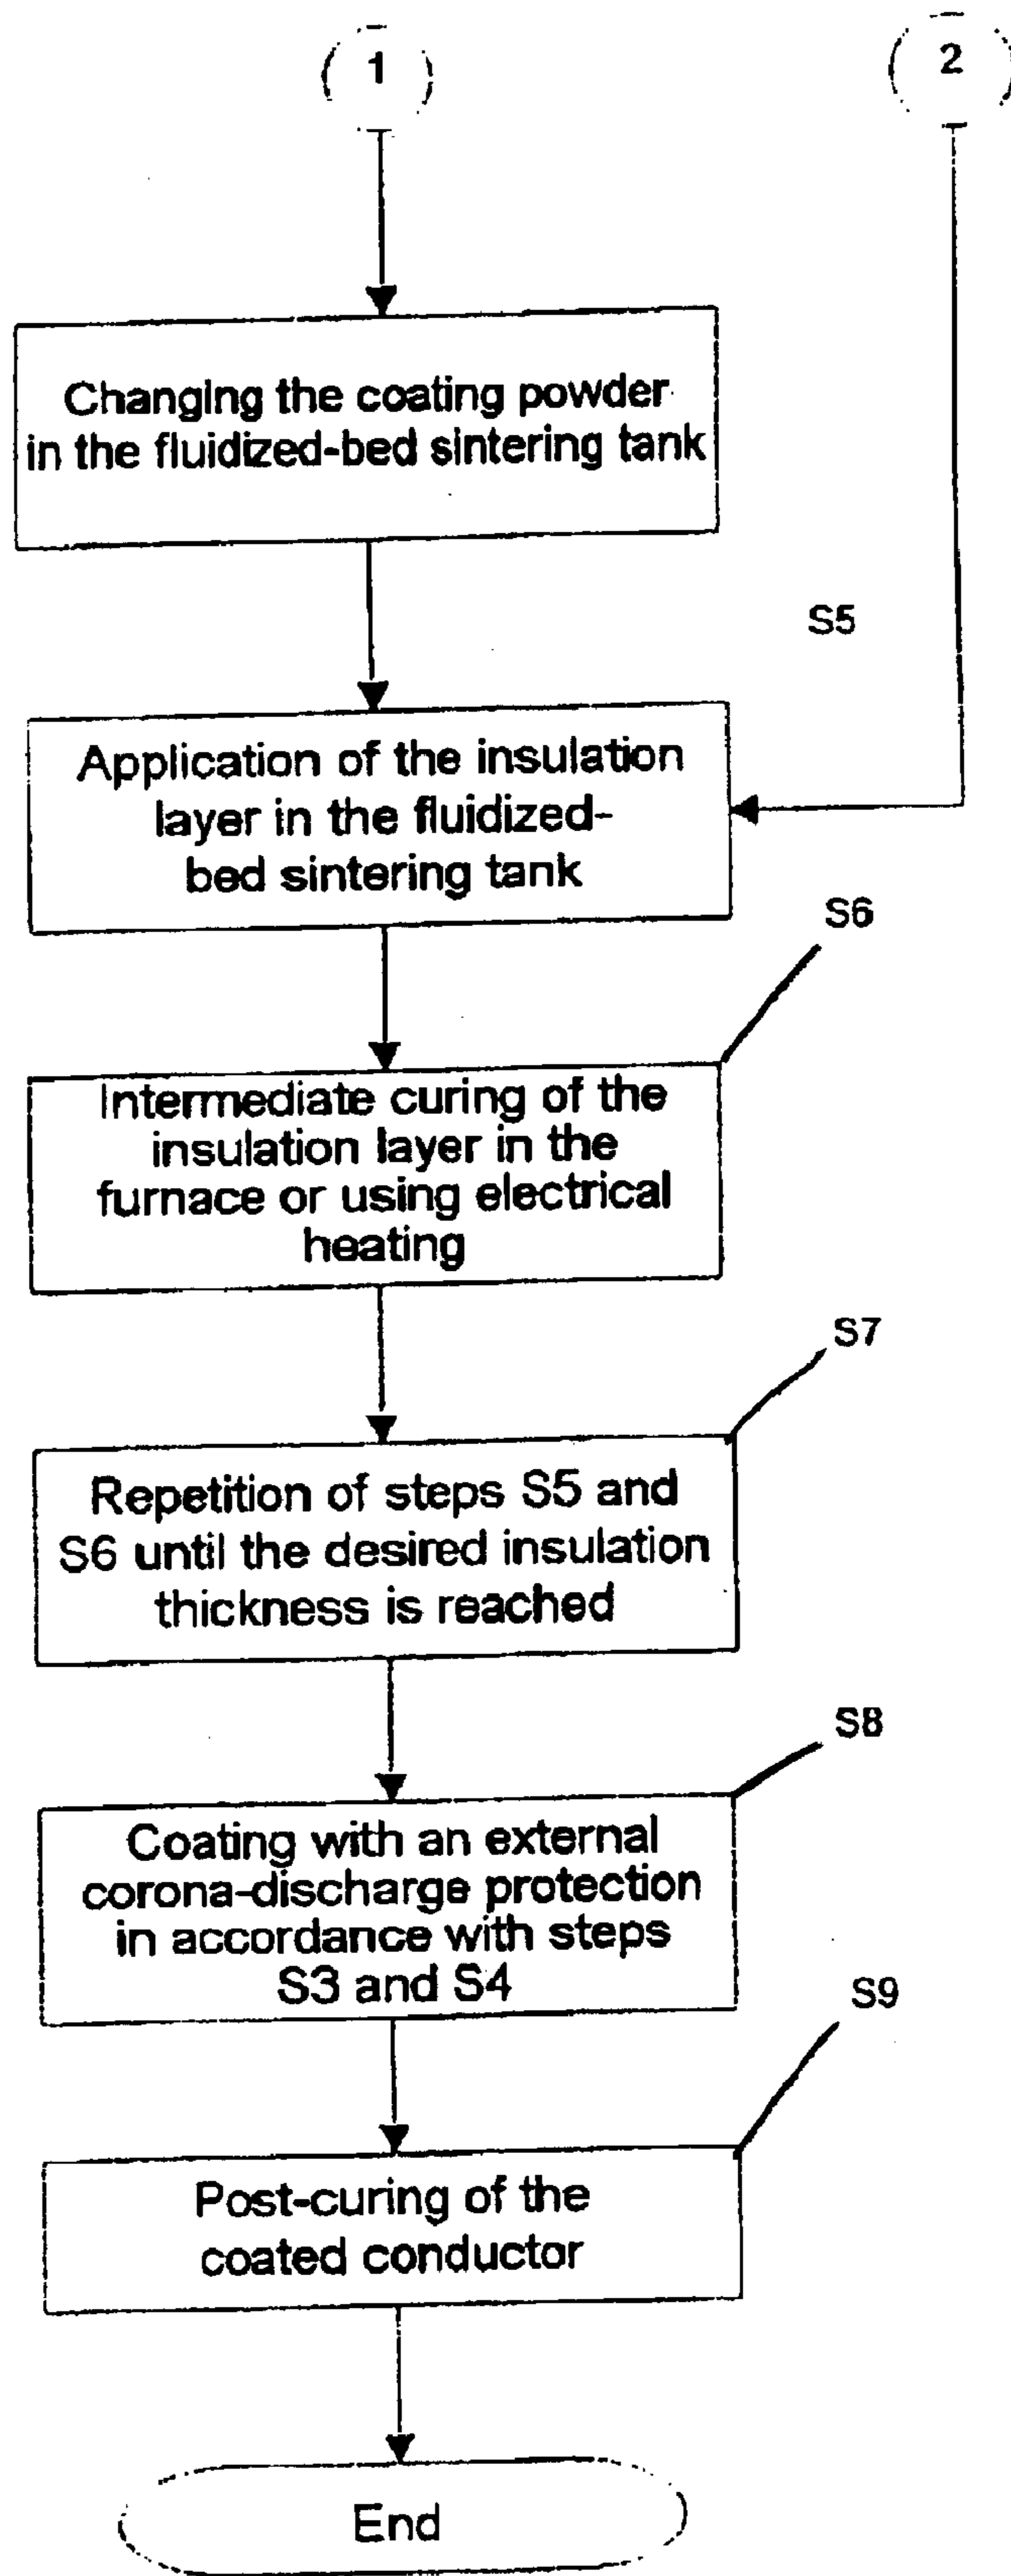 1
2
Changing the coating powder
in the fluidized-bed sintering tank
S5
Application of the insulation
layer in the fluidized-
bed sintering tank
S6
Intermediate curing of the
insulation layer in the
furnace or using electrical
heating
S7
Repetition of steps S5 and
S6 until the desired insulation
thickness is reached
S8
Coating with an external
corona-discharge protection
in accordance with steps
S3 and S4
S9
Post-curing of the
coated conductor
End